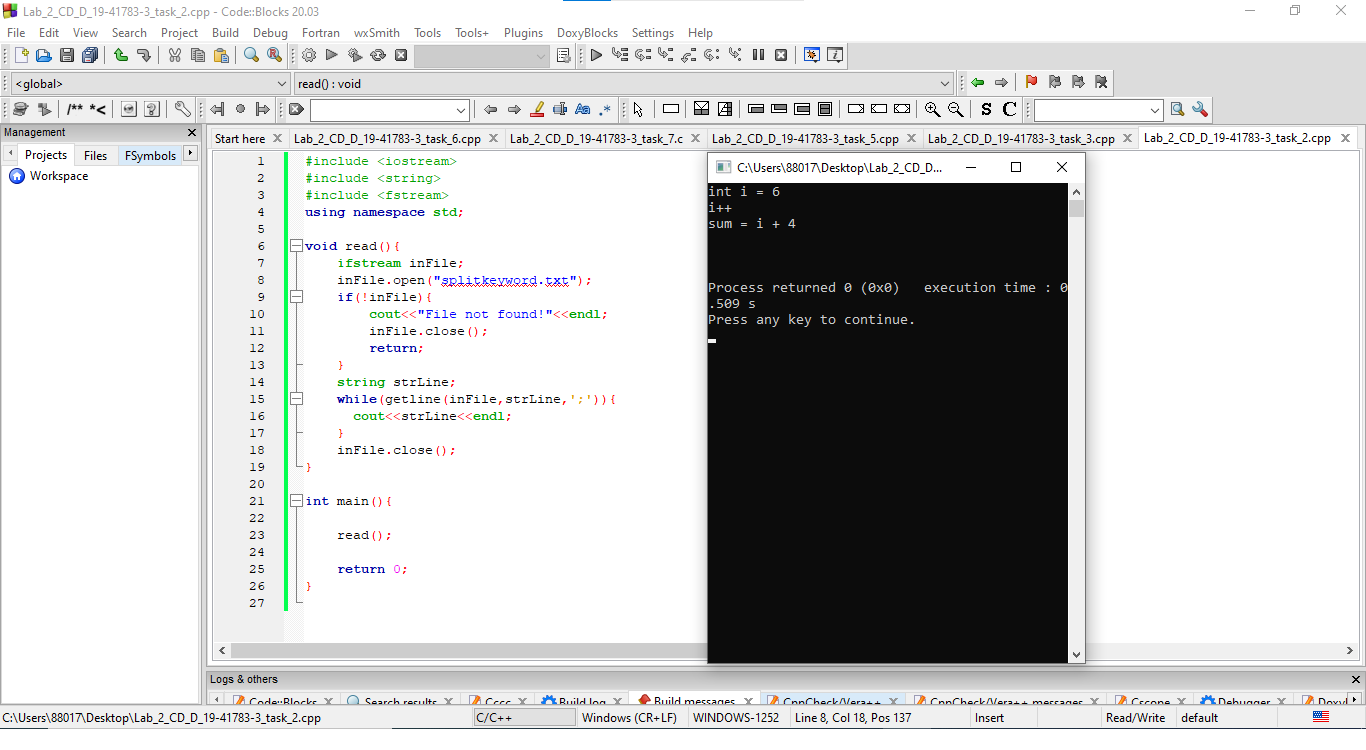 Lab_2_CD_D_19-41783-3_task_2.cpp - Code::Blocks 20.03
File Edit View Search Project Build Debug Fortran wxSmith Tools Tools+ Plugins DoxyBlocks Settings Help
<global> read() : void
/** *< Aa .* S C
Management
Projects Files FSymbols
Workspace
Start here Lab_2_CD_D_19-41783-3_task_6.cpp Lab_2_CD_D_19-41783-3_task_7.c Lab_2_CD_D_19-41783-3_task_5.cpp Lab_2_CD_D_19-41783-3_task_3.cpp Lab_2_CD_D_19-41783-3_task_2.cpp
1 #include <iostream>
2 #include <string>
3 #include <fstream>
4 using namespace std;
5
6 void read(){
7 ifstream inFile;
8 inFile.open("splitkeyword.txt");
9 if(!inFile){
10 cout<<"File not found!"<<endl;
11 inFile.close();
12 return;
13 }
14 string strLine;
15 while(getline(inFile,strLine,';')){
16 cout<<strLine<<endl;
17 }
18 inFile.close();
19 }
20
21 int main(){
22
23 read();
24
25 return 0;
26 }
27
C:\Users\88017\Desktop\Lab_2_CD_D...
int i = 6
i++
sum = i + 4
Process returned 0 (0x0) execution time : 0
.509 s
Press any key to continue.
Logs & others
Code::Blocks Search results Cccc Build log Build messages CppCheck/Vera++ CppCheck/Vera++ messages Cscope Debugger
C:\Users\88017\Desktop\Lab_2_CD_D_19-41783-3_task_2.cpp C/C++ Windows (CR+LF) WINDOWS-1252 Line 8, Col 18, Pos 137 Insert Read/Write default